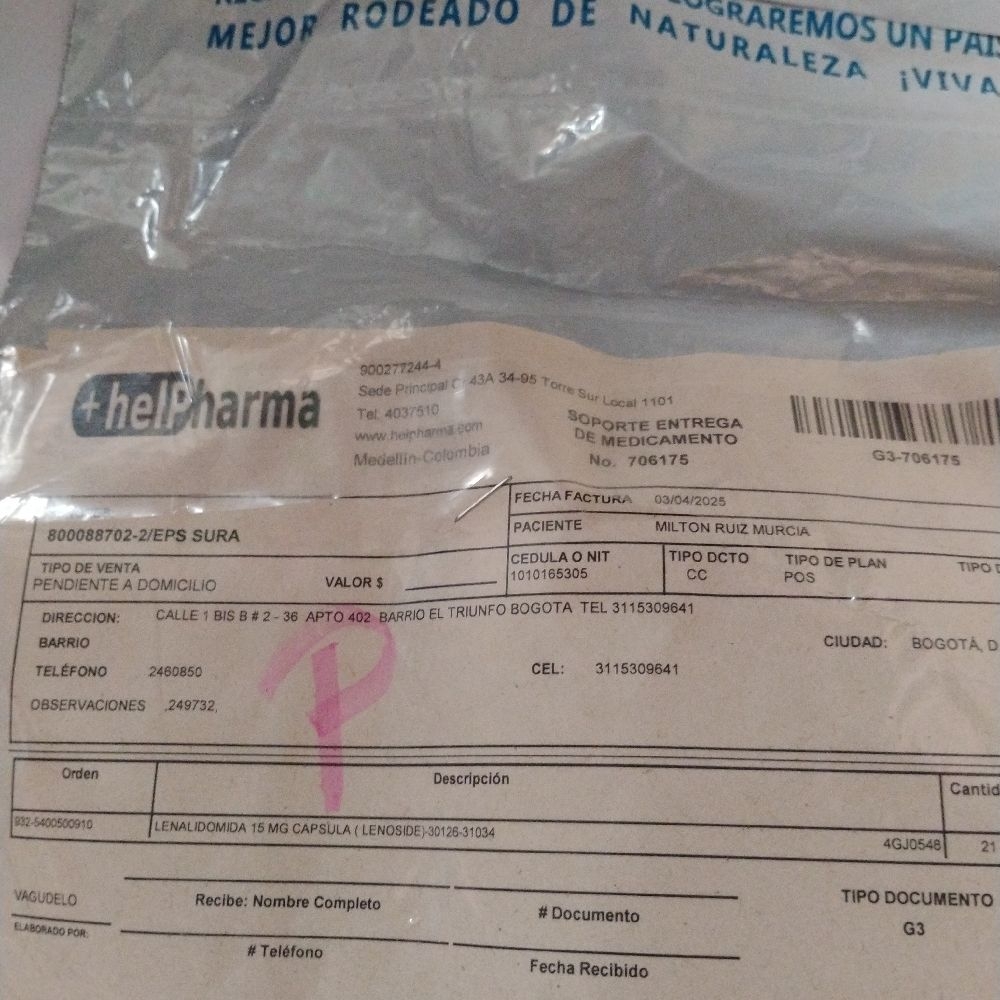 LOGRAREMOS UN PAÍS
MEJOR RODEADO DE NATURALEZA ¡VIVA
+helPharma
900277244-4
Sede Principal Cr 43A 34-95 Torre Sur Local 1101
Tel. 4037510
www.helpharma.com
Medellín-Colombia
SOPORTE ENTREGA
DE MEDICAMENTO
No. 706175
G3-706175
800088702-2/EPS SURA
FECHA FACTURA 03/04/2025
PACIENTE MILTON RUIZ MURCIA
TIPO DE VENTA
PENDIENTE A DOMICILIO
VALOR $
CEDULA O NIT
1010165305
TIPO DCTO
CC
TIPO DE PLAN
POS
TIPO
DIRECCION: CALLE 1 BIS B # 2 - 36 APTO 402 BARRIO EL TRIUNFO BOGOTA TEL 3115309641
BARRIO
CIUDAD: BOGOTÁ, D
TELÉFONO 2460850
CEL: 3115309641
OBSERVACIONES ,249732,
P
Orden Descripción Cantid
932-5400500910 LENALIDOMIDA 15 MG CAPSULA ( LENOSIDE)-30126-31034 4GJ0548 21
VAGUDELO
ELABORADO POR:
Recibe: Nombre Completo
# Documento
TIPO DOCUMENTO
G3
# Teléfono
Fecha Recibido